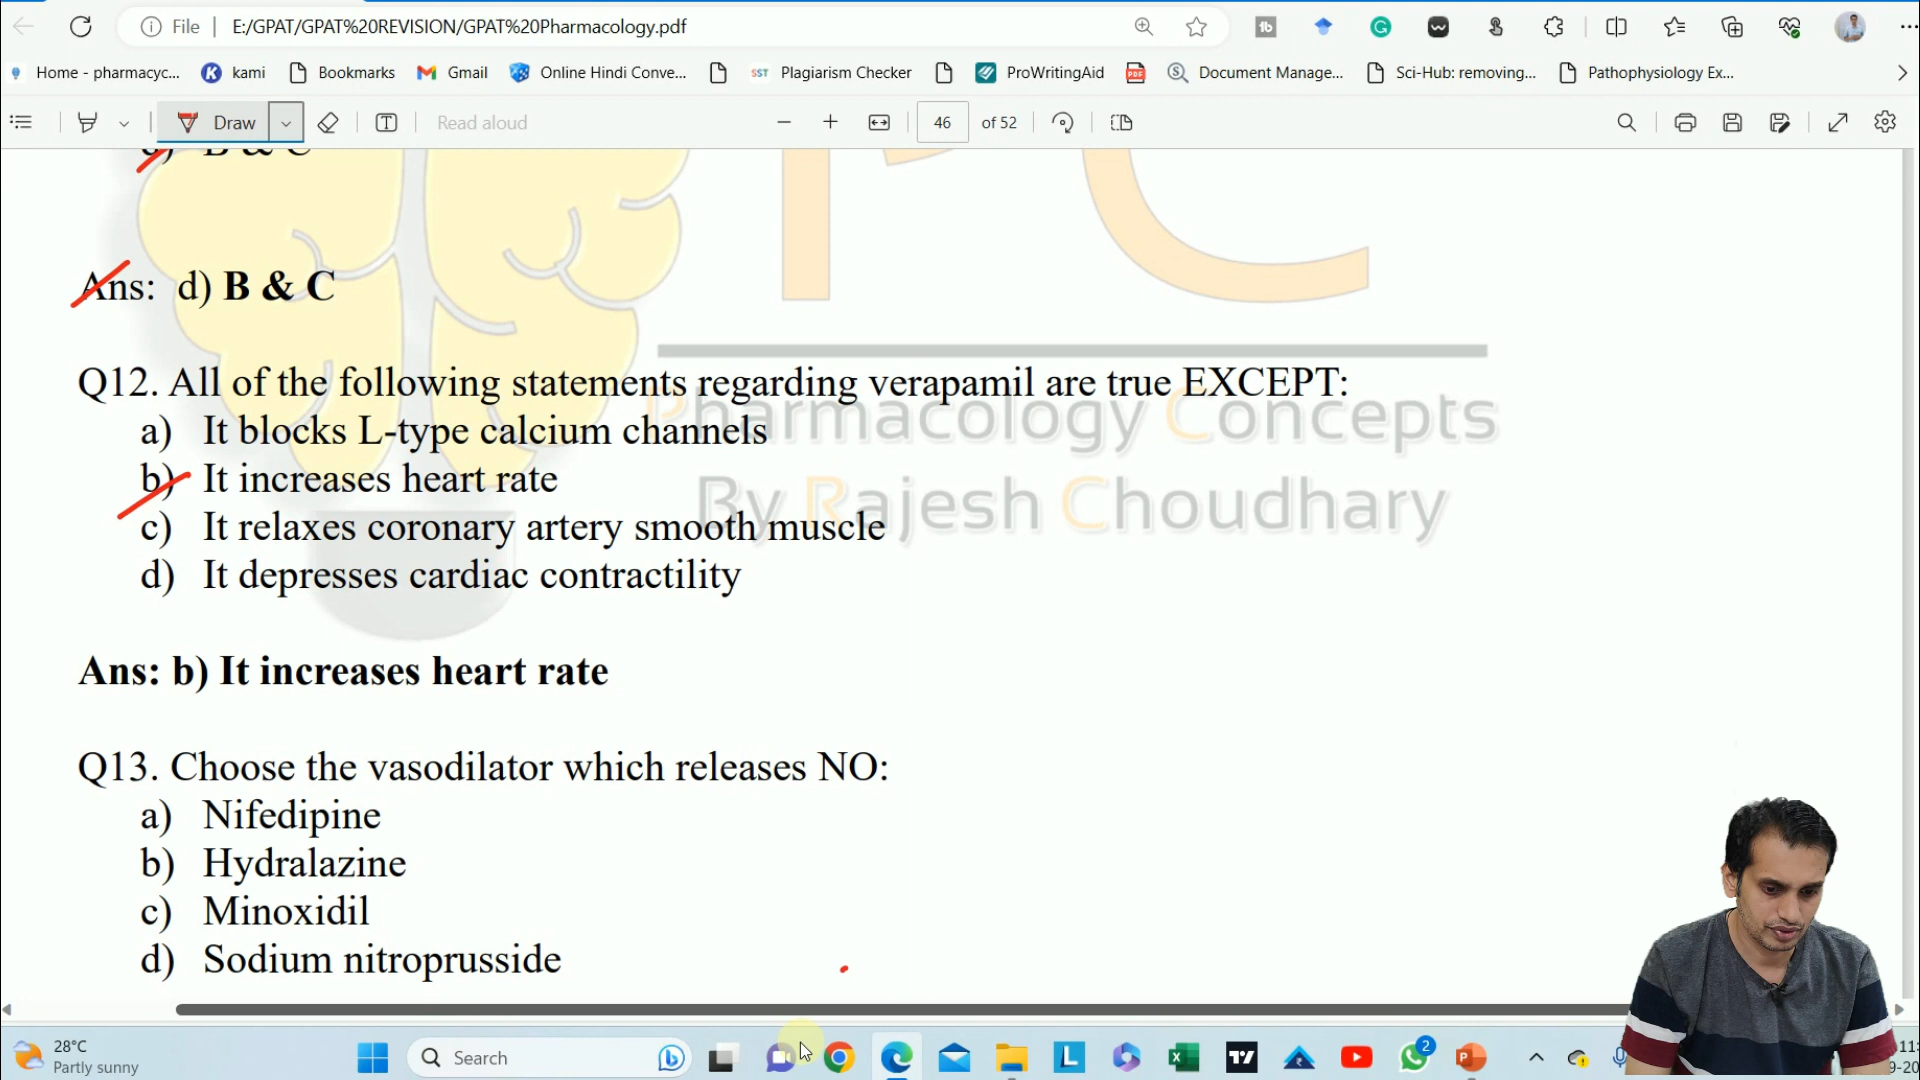 File
E:/GPAT/GPAT%20REVISION/GPAT%20Pharmacology.pdf
Home - pharmacyc...
kami
Bookmarks
Gmail
Online Hindi Conve...
SST
Plagiarism Checker
ProWritingAid
PDF
Document Manage...
Sci-Hub: removing...
Pathophysiology Ex...
Draw
Read aloud
46
of 52
Ans: d) B & C
Q12. All of the following statements regarding verapamil are true EXCEPT:
a) It blocks L-type calcium channels
b) It increases heart rate
c) It relaxes coronary artery smooth muscle
d) It depresses cardiac contractility
Pharmacology Concepts
By Rajesh Choudhary
Ans: b) It increases heart rate
Q13. Choose the vasodilator which releases NO:
a) Nifedipine
b) Hydralazine
c) Minoxidil
d) Sodium nitroprusside
28°C
Partly sunny
Search
2